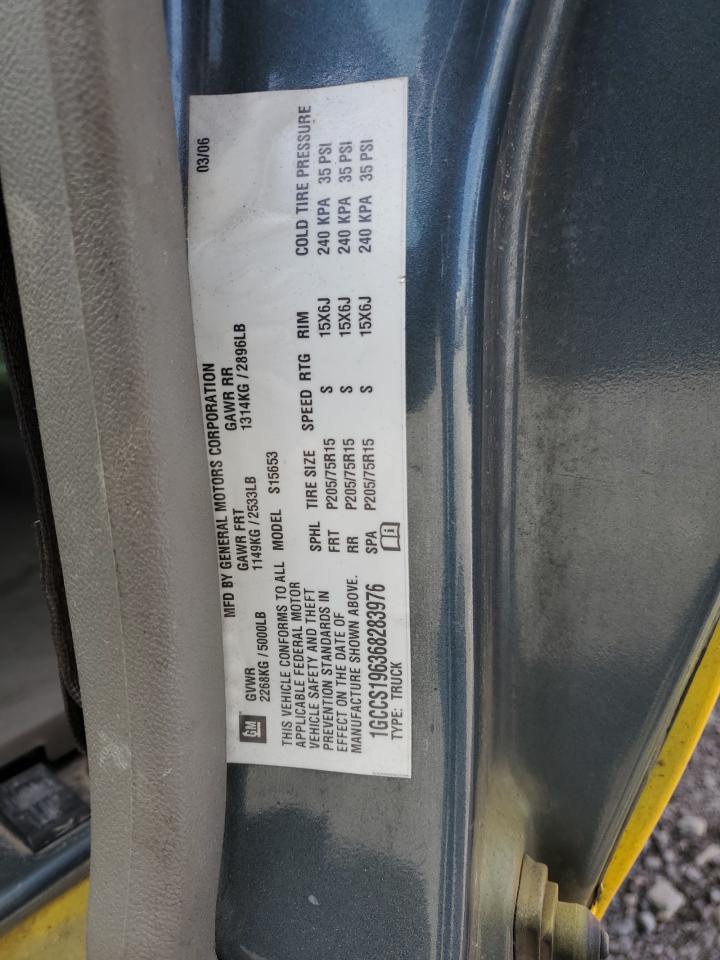 MFD BY GENERAL MOTORS CORPORATION 03/06
GVWR GAWR FRT GAWR RR
2268KG/5000LB 1149KG/2533LB 1314KG/2896LB
GM
THIS VEHICLE CONFORMS TO ALL
APPLICABLE FEDERAL MOTOR
VEHICLE SAFETY AND THEFT
PREVENTION STANDARDS IN
EFFECT ON THE DATE OF
MANUFACTURE SHOWN ABOVE.
1GCCS196368283976
TYPE: TRUCK
MODEL S15653
SPHL TIRE SIZE SPEED RTG RIM COLD TIRE PRESSURE
FRT P205/75R15 S 15X6J 240 KPA 35 PSI
RR P205/75R15 S 15X6J 240 KPA 35 PSI
SPA P205/75R15 S 15X6J 240 KPA 35 PSI
i